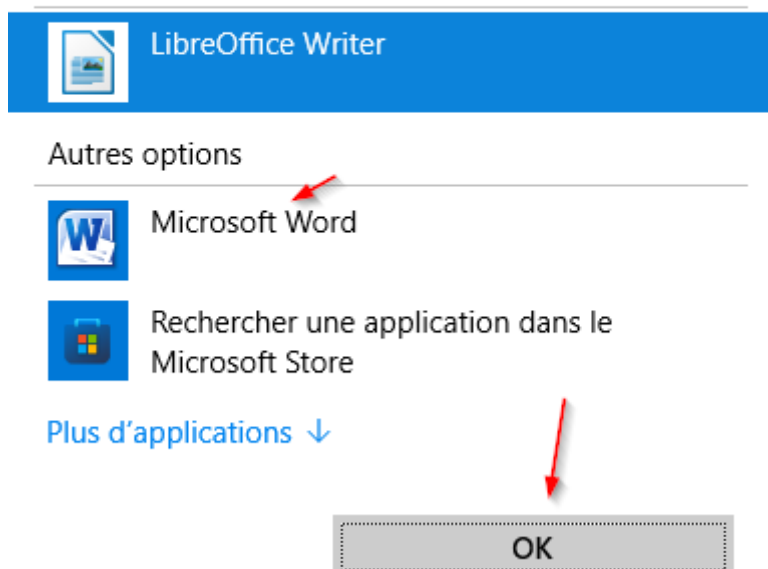 LibreOffice Writer
Autres options
Microsoft Word
Rechercher une application dans le
Microsoft Store
Plus d’applications ↓
OK